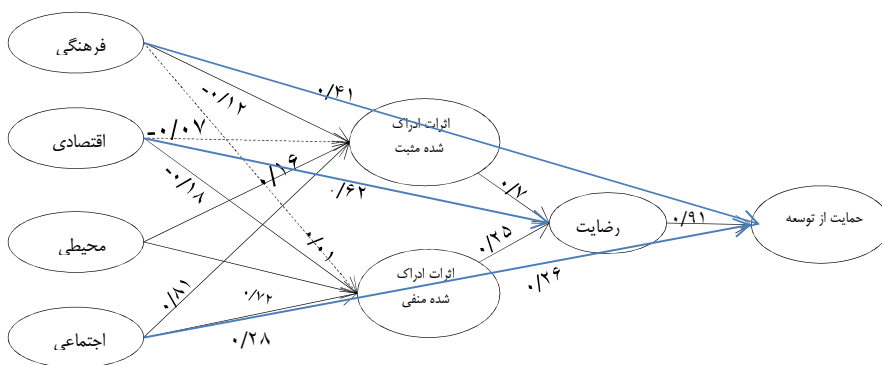 فرهنگی
اقتصادی
محیطی
اجتماعی
-۰/۱۲
-۰/۰۷
-۰/۱۸
۰/۱۶
۰/۶۲
۰/۰۱
۰/۸۱
۰/۷۲
۰/۲۸
۰/۴۱
اثرات ادراک
شده مثبت
اثرات ادراک
شده منفی
۰/۷
۰/۲۵
رضایت
۰/۲۶
۰/۹۱
حمایت از توسعه